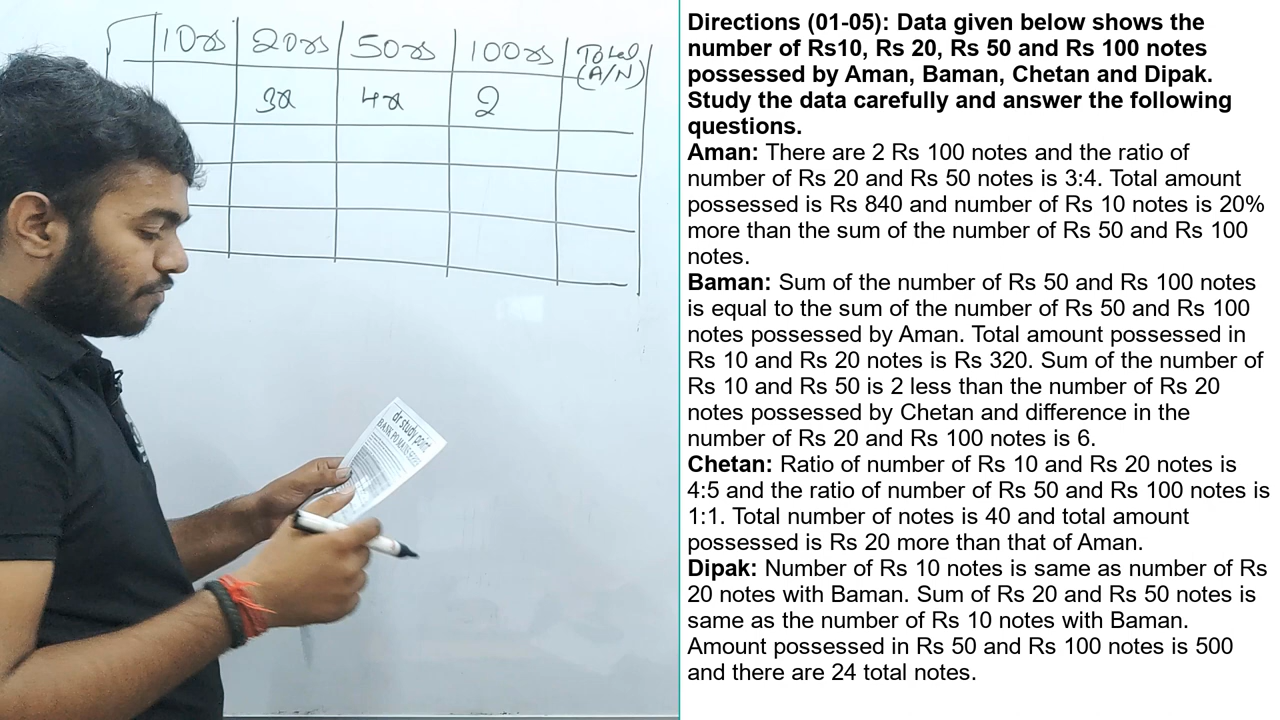 10rs 20rs 50rs 100rs Total
(A/N)
3x 4x 2
dr study point
BANK PO MAINS
Directions (01-05): Data given below shows the
number of Rs10, Rs 20, Rs 50 and Rs 100 notes
possessed by Aman, Baman, Chetan and Dipak.
Study the data carefully and answer the following
questions.
Aman: There are 2 Rs 100 notes and the ratio of
number of Rs 20 and Rs 50 notes is 3:4. Total amount
possessed is Rs 840 and number of Rs 10 notes is 20%
more than the sum of the number of Rs 50 and Rs 100
notes.
Baman: Sum of the number of Rs 50 and Rs 100 notes
is equal to the sum of the number of Rs 50 and Rs 100
notes possessed by Aman. Total amount possessed in
Rs 10 and Rs 20 notes is Rs 320. Sum of the number of
Rs 10 and Rs 50 is 2 less than the number of Rs 20
notes possessed by Chetan and difference in the
number of Rs 20 and Rs 100 notes is 6.
Chetan: Ratio of number of Rs 10 and Rs 20 notes is
4:5 and the ratio of number of Rs 50 and Rs 100 notes is
1:1. Total number of notes is 40 and total amount
possessed is Rs 20 more than that of Aman.
Dipak: Number of Rs 10 notes is same as number of Rs
20 notes with Baman. Sum of Rs 20 and Rs 50 notes is
same as the number of Rs 10 notes with Baman.
Amount possessed in Rs 50 and Rs 100 notes is 500
and there are 24 total notes.